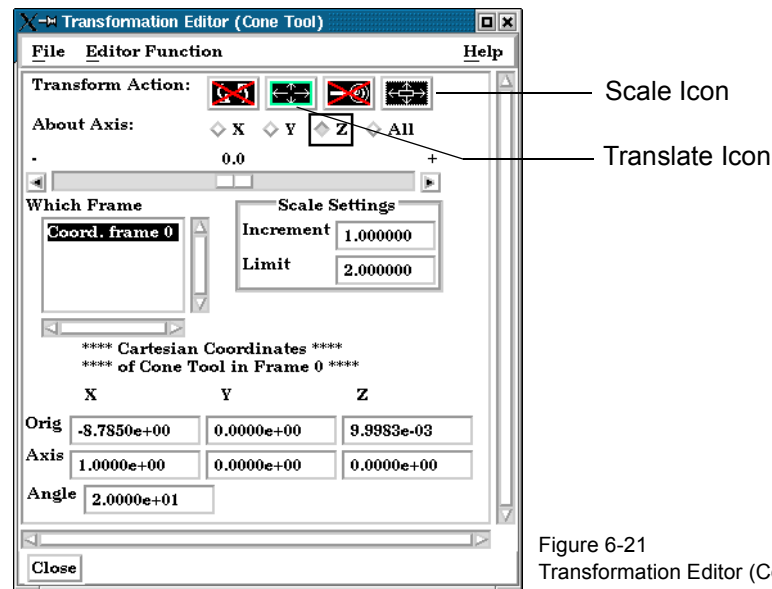 Transformation Editor (Cone Tool)
File Editor Function Help
Transform Action:
Scale Icon
About Axis: X Y Z All
Translate Icon
- 0.0 +
Which Frame
Scale Settings
Coord. frame 0
Increment 1.000000
Limit 2.000000
**** Cartesian Coordinates ****
**** of Cone Tool in Frame 0 ****
X Y Z
Orig -8.7850e+00 0.0000e+00 9.9983e-03
Axis 1.0000e+00 0.0000e+00 0.0000e+00
Angle 2.0000e+01
Close
Figure 6-21
Transformation Editor (Co